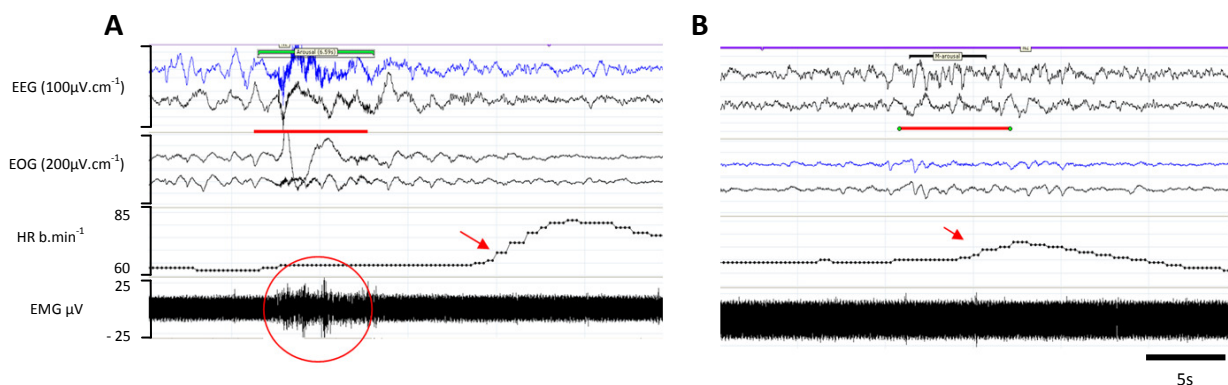 A
B
Arousal (6.59s)
M-arousal
EEG (100µV.cm⁻¹)
EOG (200µV.cm⁻¹)
85
HR b.min⁻¹
60
25
EMG µV
- 25
5s